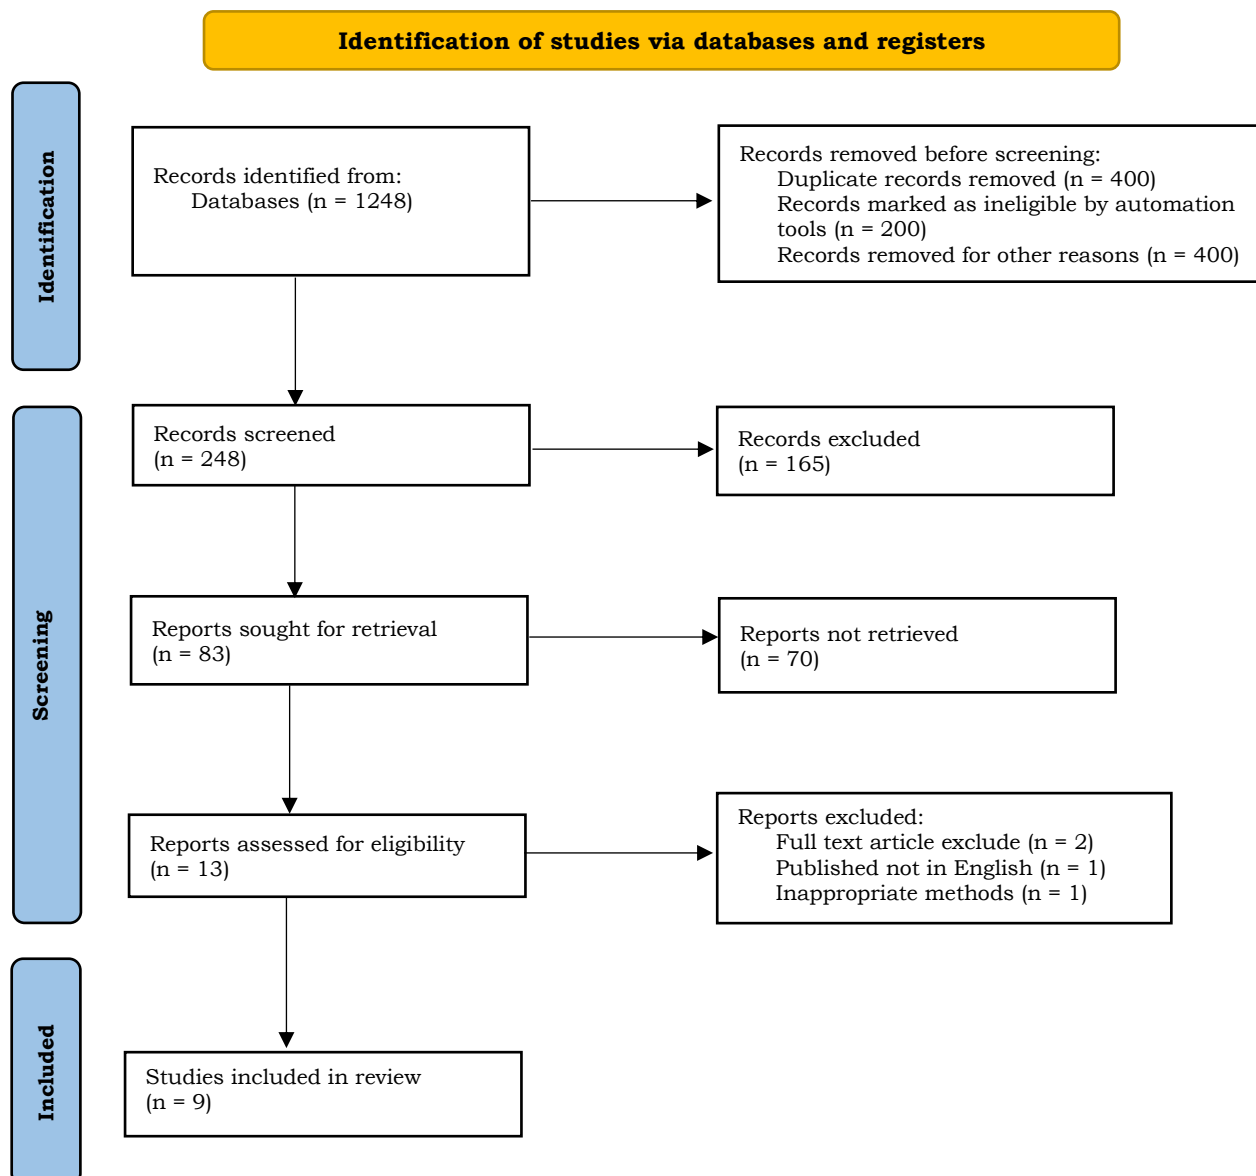 Identification of studies via databases and registers
Identification
Records identified from:
Databases (n = 1248)
Records removed before screening:
Duplicate records removed (n = 400)
Records marked as ineligible by automation
tools (n = 200)
Records removed for other reasons (n = 400)
Screening
Records screened
(n = 248)
Records excluded
(n = 165)
Reports sought for retrieval
(n = 83)
Reports not retrieved
(n = 70)
Reports assessed for eligibility
(n = 13)
Reports excluded:
Full text article exclude (n = 2)
Published not in English (n = 1)
Inappropriate methods (n = 1)
Included
Studies included in review
(n = 9)